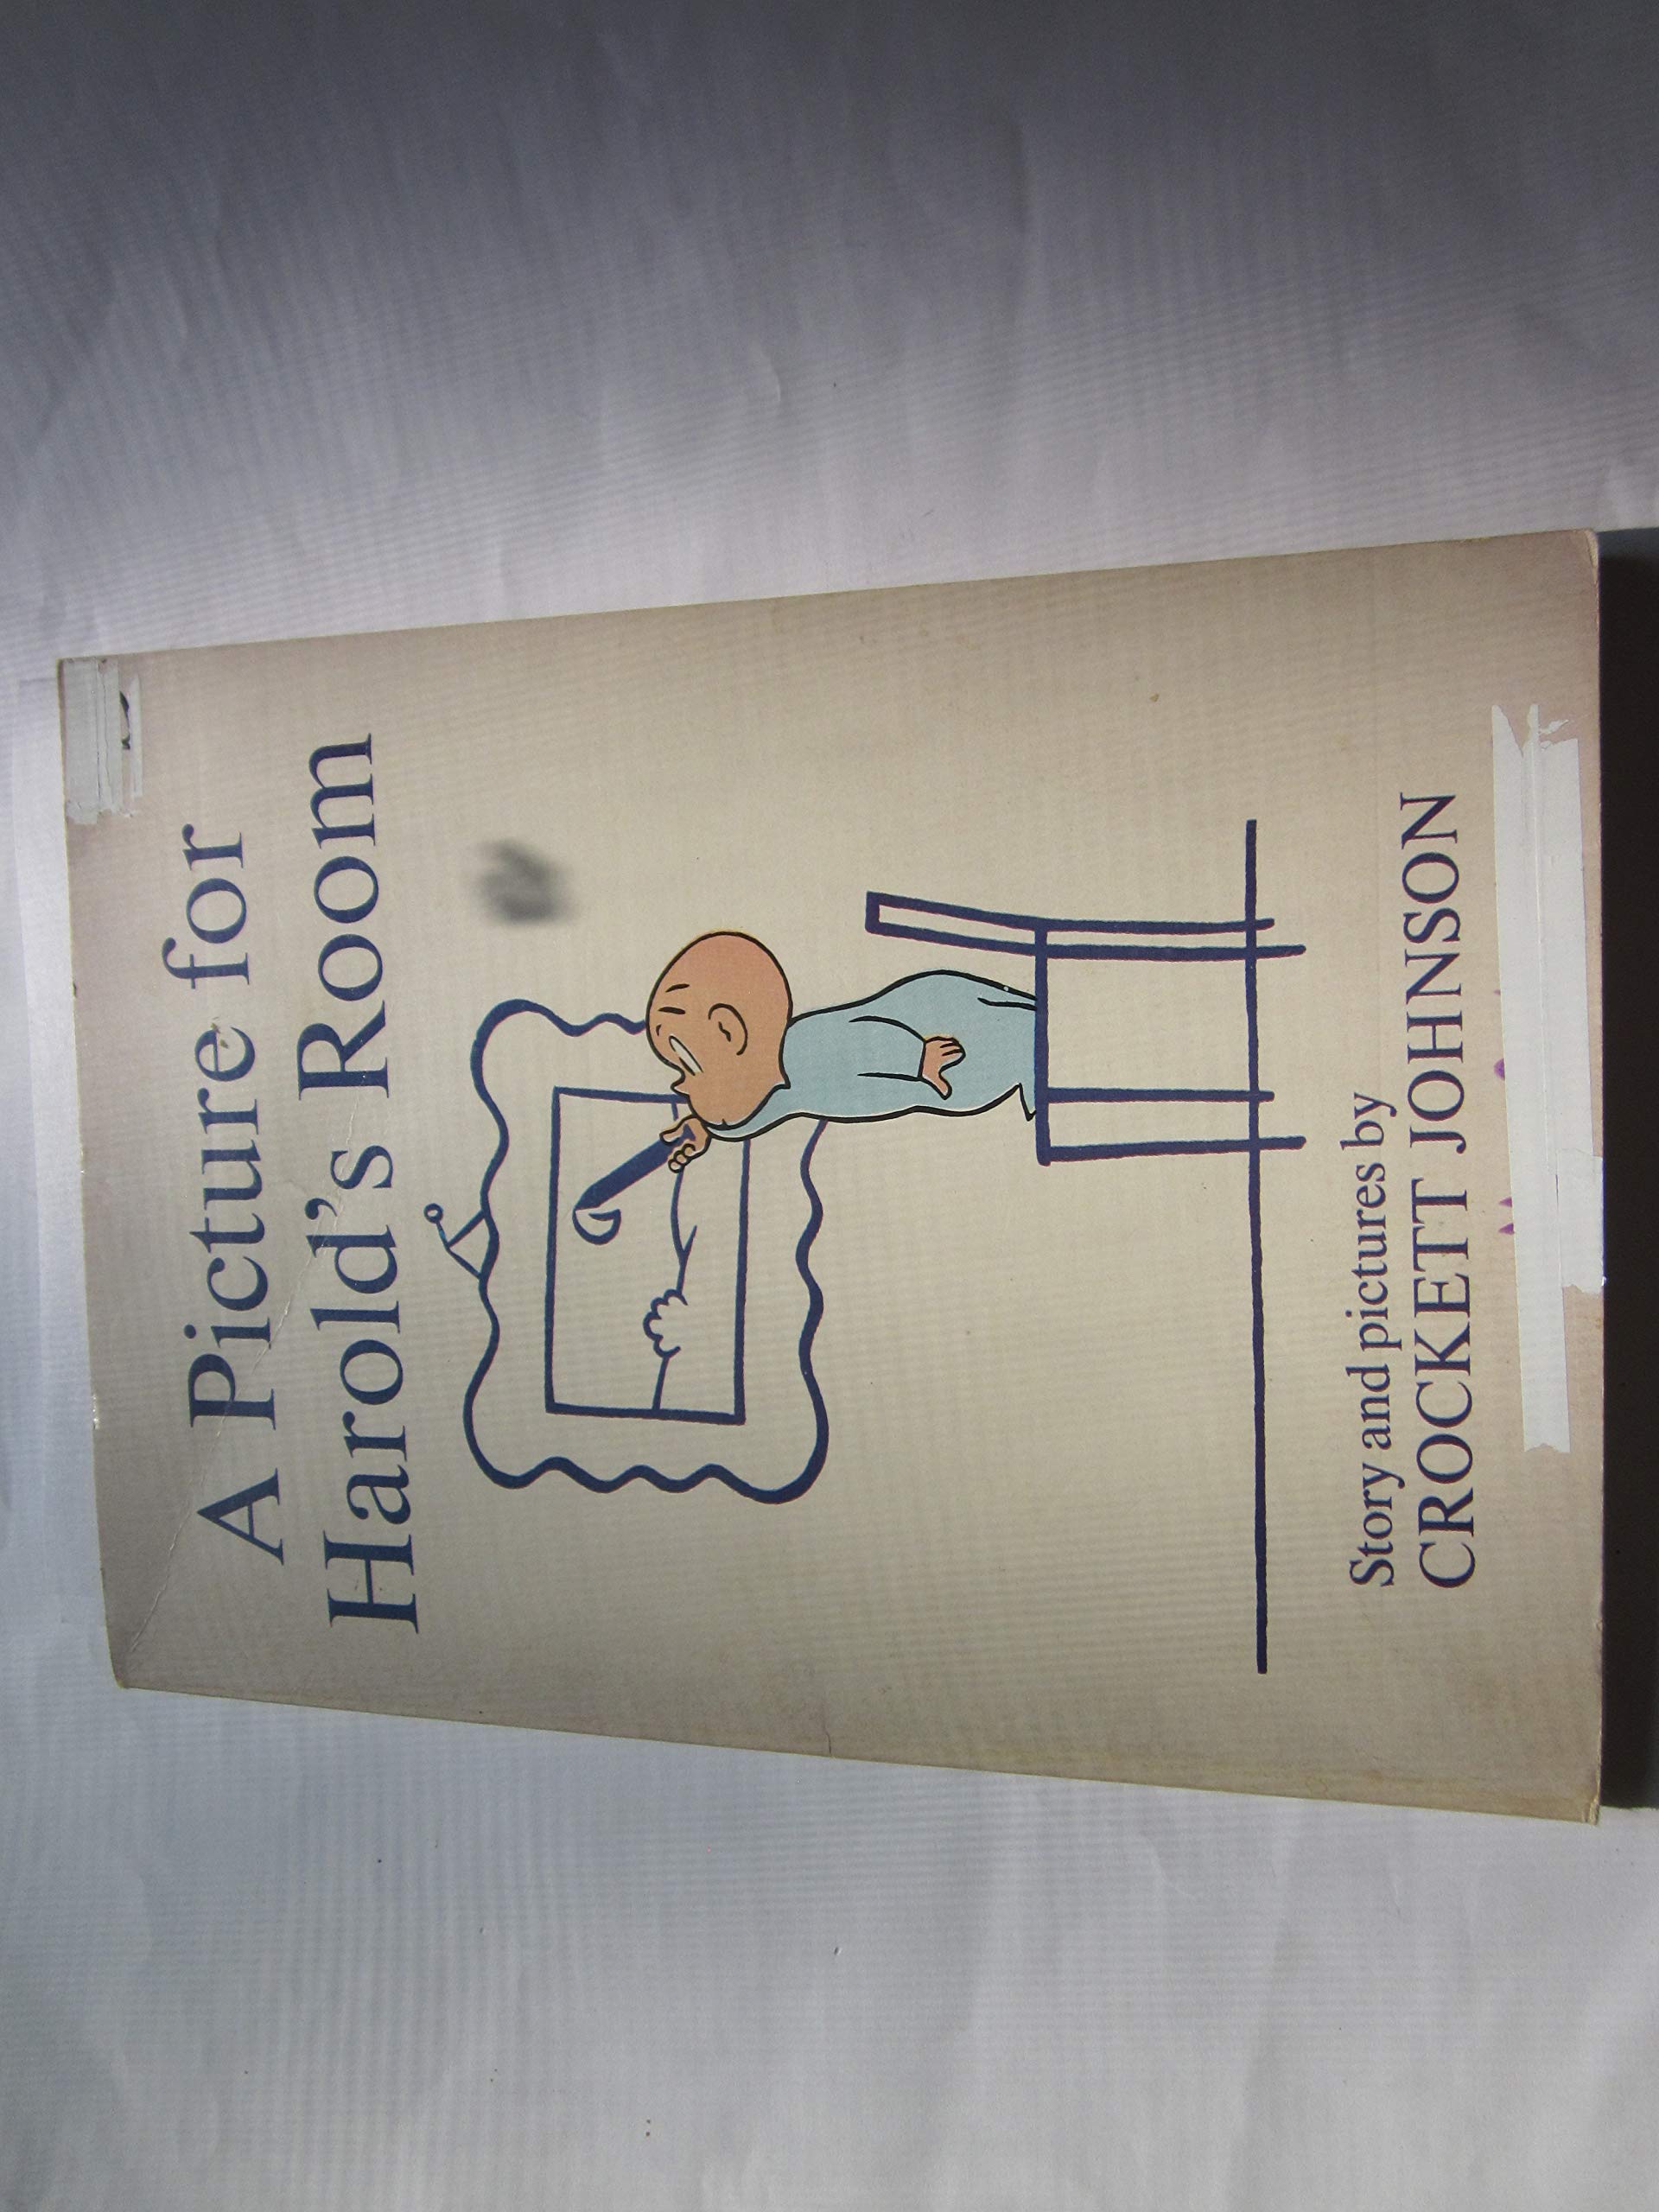 A Picture for
Harold's Room
Story and pictures by
CROCKETT JOHNSON